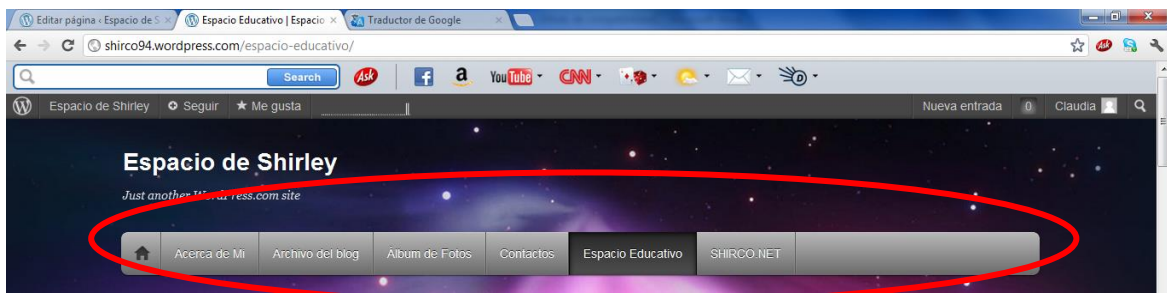 Editar página ‹ Espacio de S
Espacio Educativo | Espacio
Traductor de Google
shirco94.wordpress.com/espacio-educativo/
Search Ask a YouTube CNN
Espacio de Shirley Seguir Me gusta Nueva entrada 0 Claudia
Espacio de Shirley
Just another WordPress.com site
Acerca de Mi Archivo del blog Álbum de Fotos Contactos Espacio Educativo SHIRCO NET